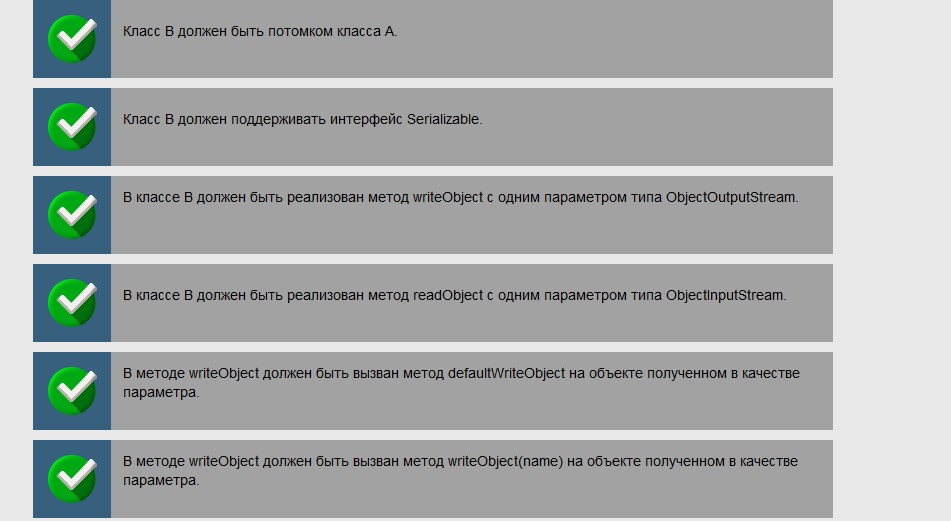 Класс B должен быть потомком класса A.
Класс B должен поддерживать интерфейс Serializable.
В классе B должен быть реализован метод writeObject с одним параметром типа ObjectOutputStream.
В классе B должен быть реализован метод readObject с одним параметром типа ObjectInputStream.
В методе writeObject должен быть вызван метод defaultWriteObject на объекте полученном в качестве
параметра.
В методе writeObject должен быть вызван метод writeObject(name) на объекте полученном в качестве
параметра.